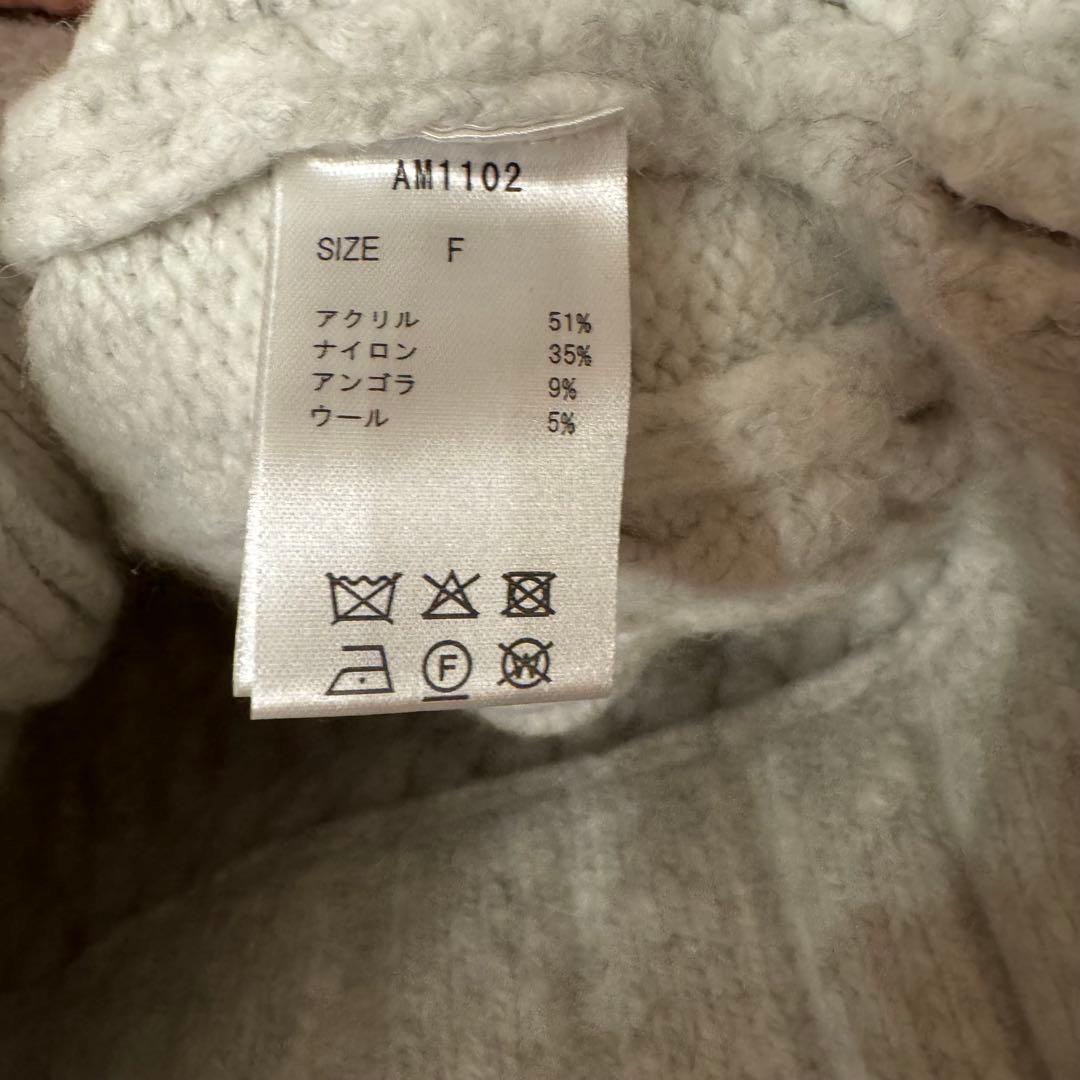 AM1102
SIZE F
アクリル 51%
ナイロン 35%
アンゴラ 9%
ウール 5%
F
W